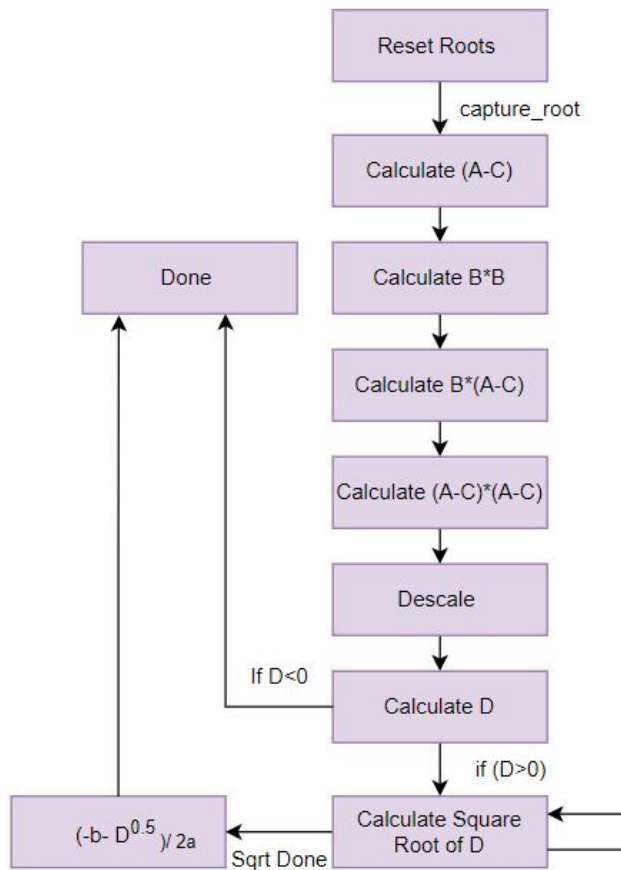 Reset Roots
capture_root
Calculate (A-C)
Done
Calculate B*B
Calculate B*(A-C)
Calculate (A-C)*(A-C)
Descale
If D<0
Calculate D
if (D>0)
(-b- D^0.5)/ 2a
Sqrt Done
Calculate Square
Root of D